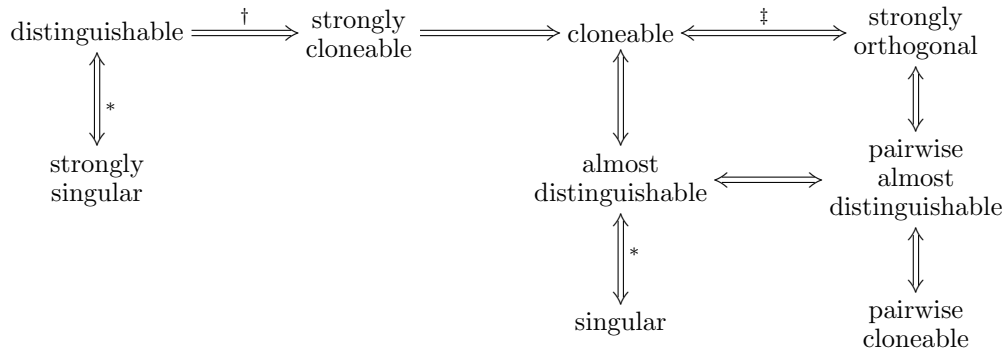 distinguishable † strongly cloneable cloneable ‡ strongly orthogonal
*
strongly
singular
almost
distinguishable
pairwise
almost
distinguishable
*
singular
pairwise
cloneable